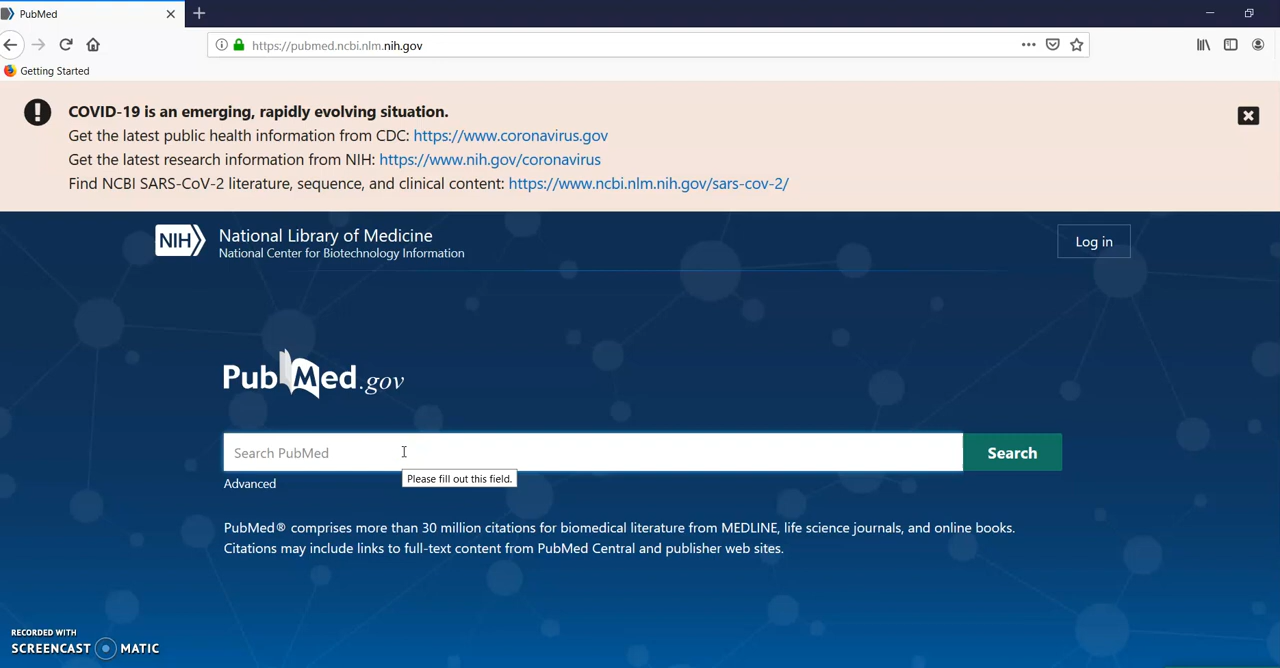 PubMed
https://pubmed.ncbi.nlm.nih.gov
Getting Started
COVID-19 is an emerging, rapidly evolving situation.
Get the latest public health information from CDC: https://www.coronavirus.gov
Get the latest research information from NIH: https://www.nih.gov/coronavirus
Find NCBI SARS-CoV-2 literature, sequence, and clinical content: https://www.ncbi.nlm.nih.gov/sars-cov-2/
NIH National Library of Medicine
National Center for Biotechnology Information
Log in
PubMed.gov
Search PubMed
Search
Please fill out this field.
Advanced
PubMed® comprises more than 30 million citations for biomedical literature from MEDLINE, life science journals, and online books.
Citations may include links to full-text content from PubMed Central and publisher web sites.
RECORDED WITH
SCREENCAST MATIC